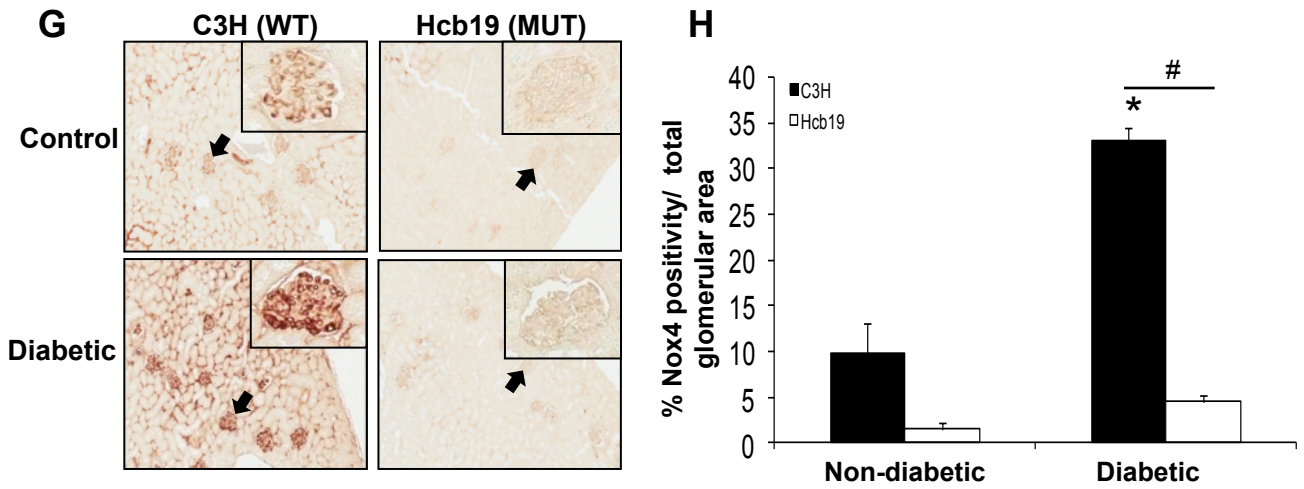 G
C3H (WT)
Hcb19 (MUT)
Control
Diabetic
H
% Nox4 positivity/ total
glomerular area
40
35
30
25
20
15
10
5
0
C3H
Hcb19
#
*
Non-diabetic
Diabetic